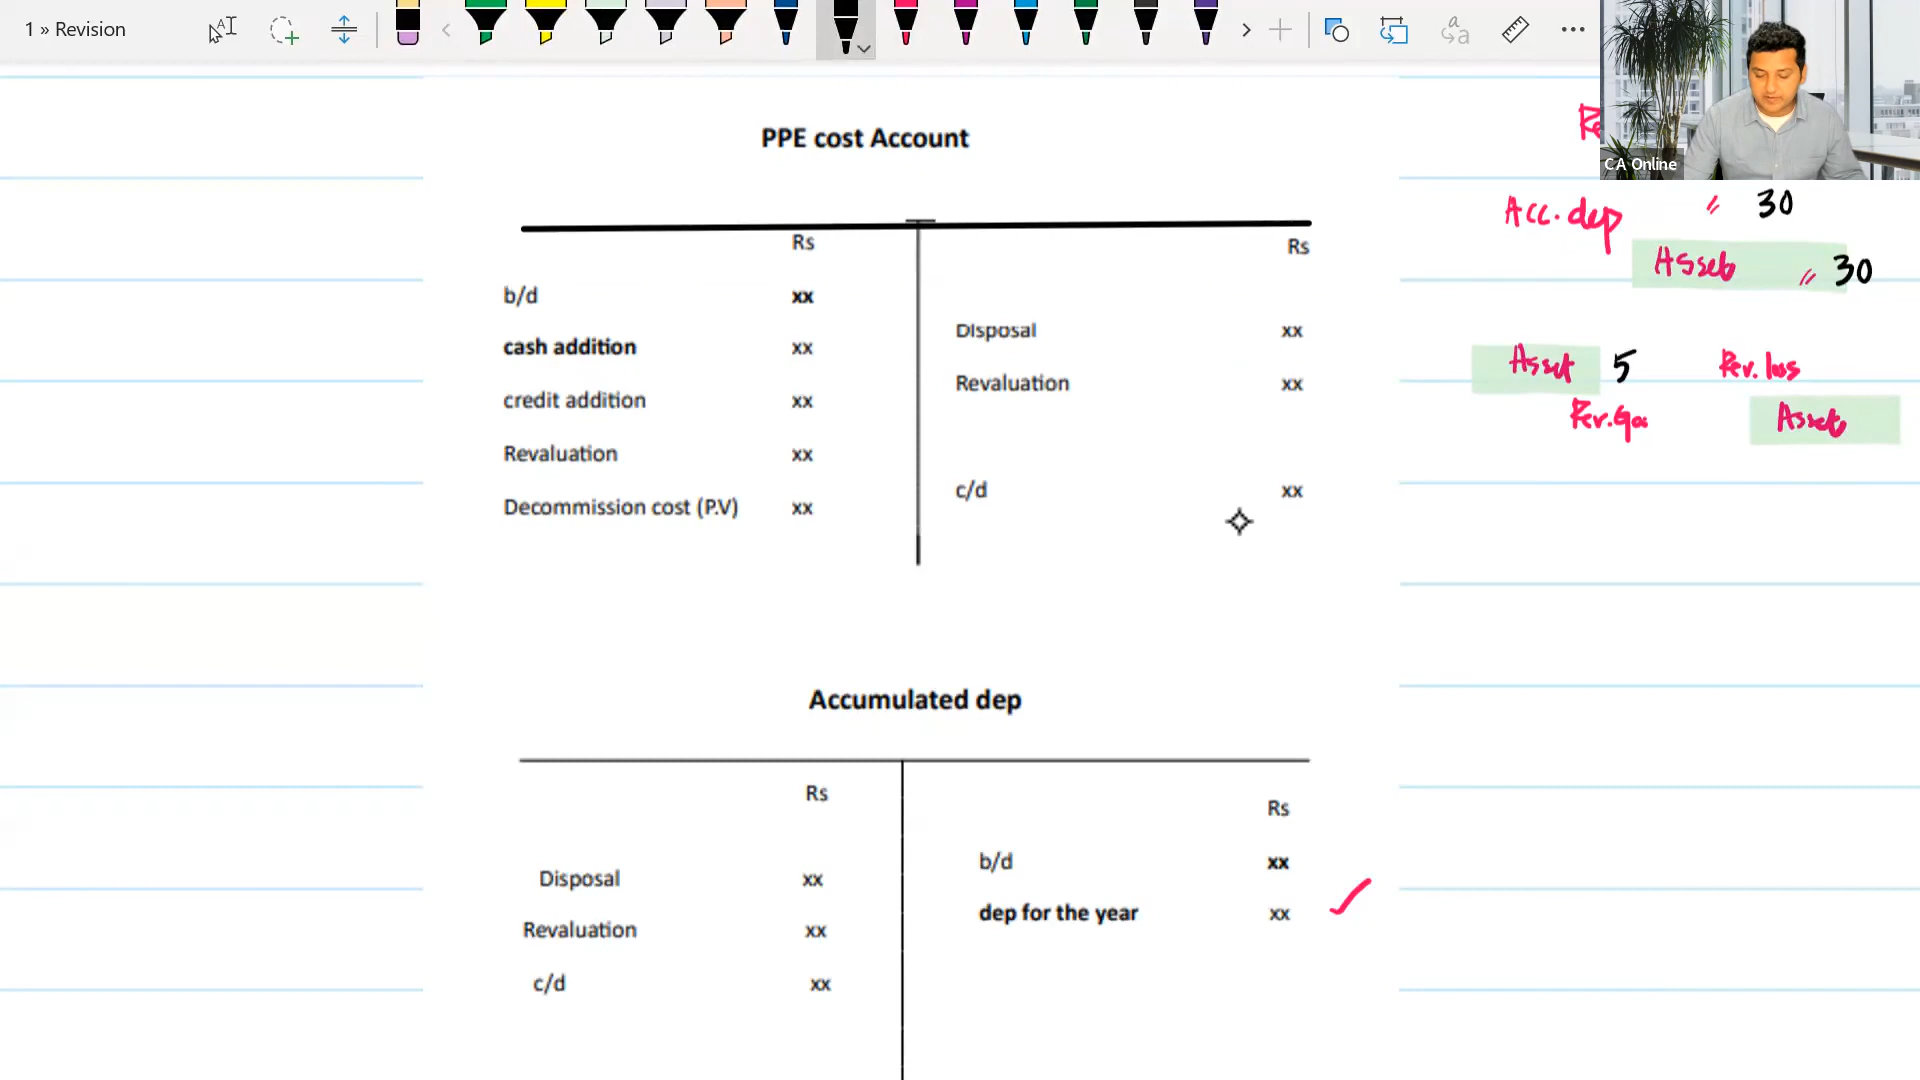 1 » Revision
CA Online
PPE cost Account
Rs Rs
b/d xx
cash addition xx
credit addition xx
Revaluation xx
Decommission cost (P.V) xx
Disposal xx
Revaluation xx
c/d xx
Accumulated dep
Rs
Disposal xx
Revaluation xx
c/d xx
Rs
b/d xx
dep for the year xx
Acc. dep 〃 30
Asset 〃 30
Asset 5
Rev. loss
Asset